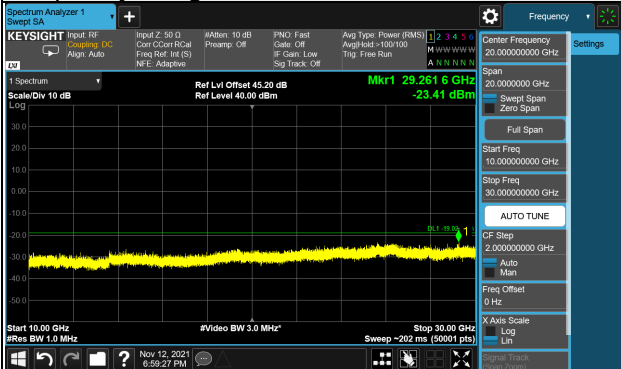 Spectrum Analyzer 1
Swept SA
Frequency
KEYSIGHT
Input: RF
Coupling: DC
Align: Auto
Input Z: 50 Ω
Corr CCorr RCal
Freq Ref: Int (S)
NFE: Adaptive
#Atten: 10 dB
Preamp: Off
PNO: Fast
Gate: Off
IF Gain: Low
Sig Track: Off
Avg Type: Power (RMS)
Avg|Hold:>100/100
Trig: Free Run
1 2 3 4 5 6
M W W W W W
A N N N N N
LXI
1 Spectrum
Scale/Div 10 dB
Ref Lvl Offset 45.20 dB
Ref Level 40.00 dBm
Mkr1 29.261 6 GHz
-23.41 dBm
Log
30.0
20.0
10.0
0.00
-10.0
-20.0
-30.0
-40.0
-50.0
DL1 -19.02
1
Start 10.00 GHz
#Res BW 1.0 MHz
#Video BW 3.0 MHz*
Stop 30.00 GHz
Sweep ~202 ms (50001 pts)
Center Frequency
20.000000000 GHz
Settings
Span
20.0000000 GHz
Swept Span
Zero Span
Full Span
Start Freq
10.000000000 GHz
Stop Freq
30.000000000 GHz
AUTO TUNE
CF Step
2.000000000 GHz
Auto
Man
Freq Offset
0 Hz
X Axis Scale
Log
Lin
Signal Track
(Span Zoom)
Nov 12, 2021
6:59:27 PM